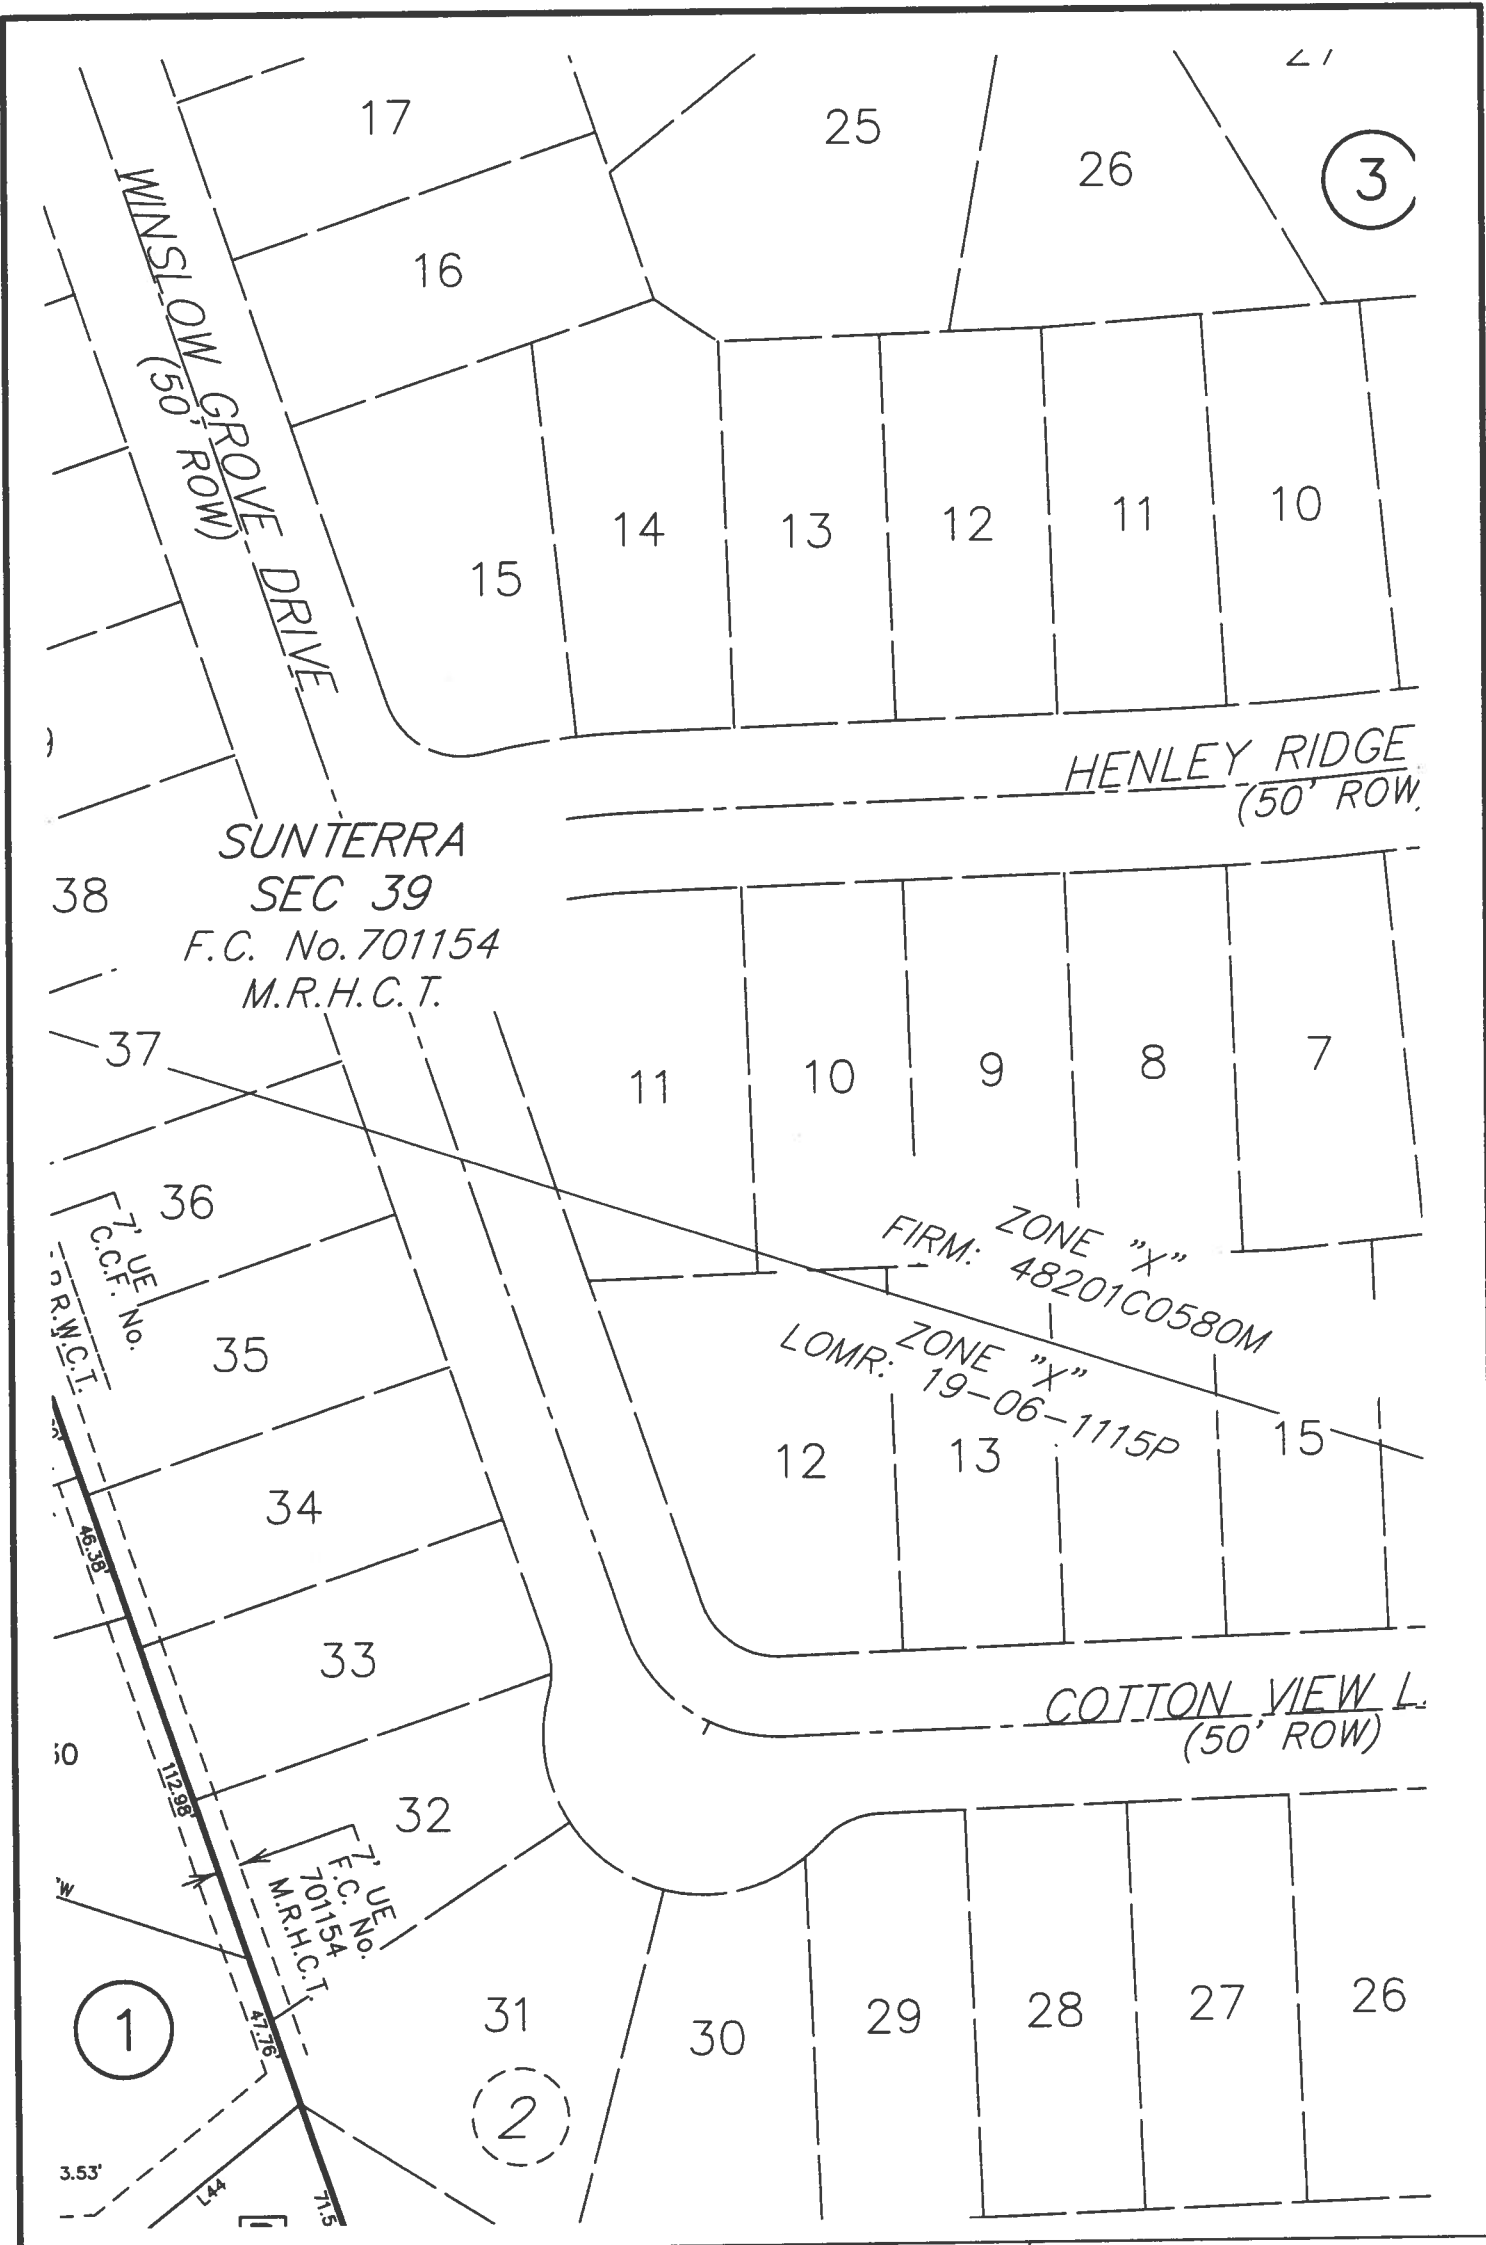 17
25
26
3
16
WINSLOW GROVE DRIVE
(50' ROW)
15
14
13
12
11
10
HENLEY RIDGE
(50' ROW
SUNTERRA
SEC 39
F.C. No. 701154
M.R.H.C.T.
38
37
11
10
9
8
7
36
7' UE
C.C.F. No.
P.R.W.C.T.
ZONE "X"
FIRM: 48201C0580M
ZONE "X"
LOMR: 19-06-1115P
35
12
13
15
34
46.38'
33
COTTON VIEW L
(50' ROW)
112.98'
32
7' UE
F.C. No.
701154
M.R.H.C.T
1
31
30
29
28
27
26
47.76'
2
3.53'
L44
71.5